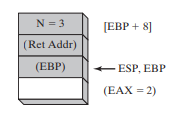 N = 3 [EBP + 8]
(Ret Addr)
(EBP) ESP, EBP
(EAX = 2)